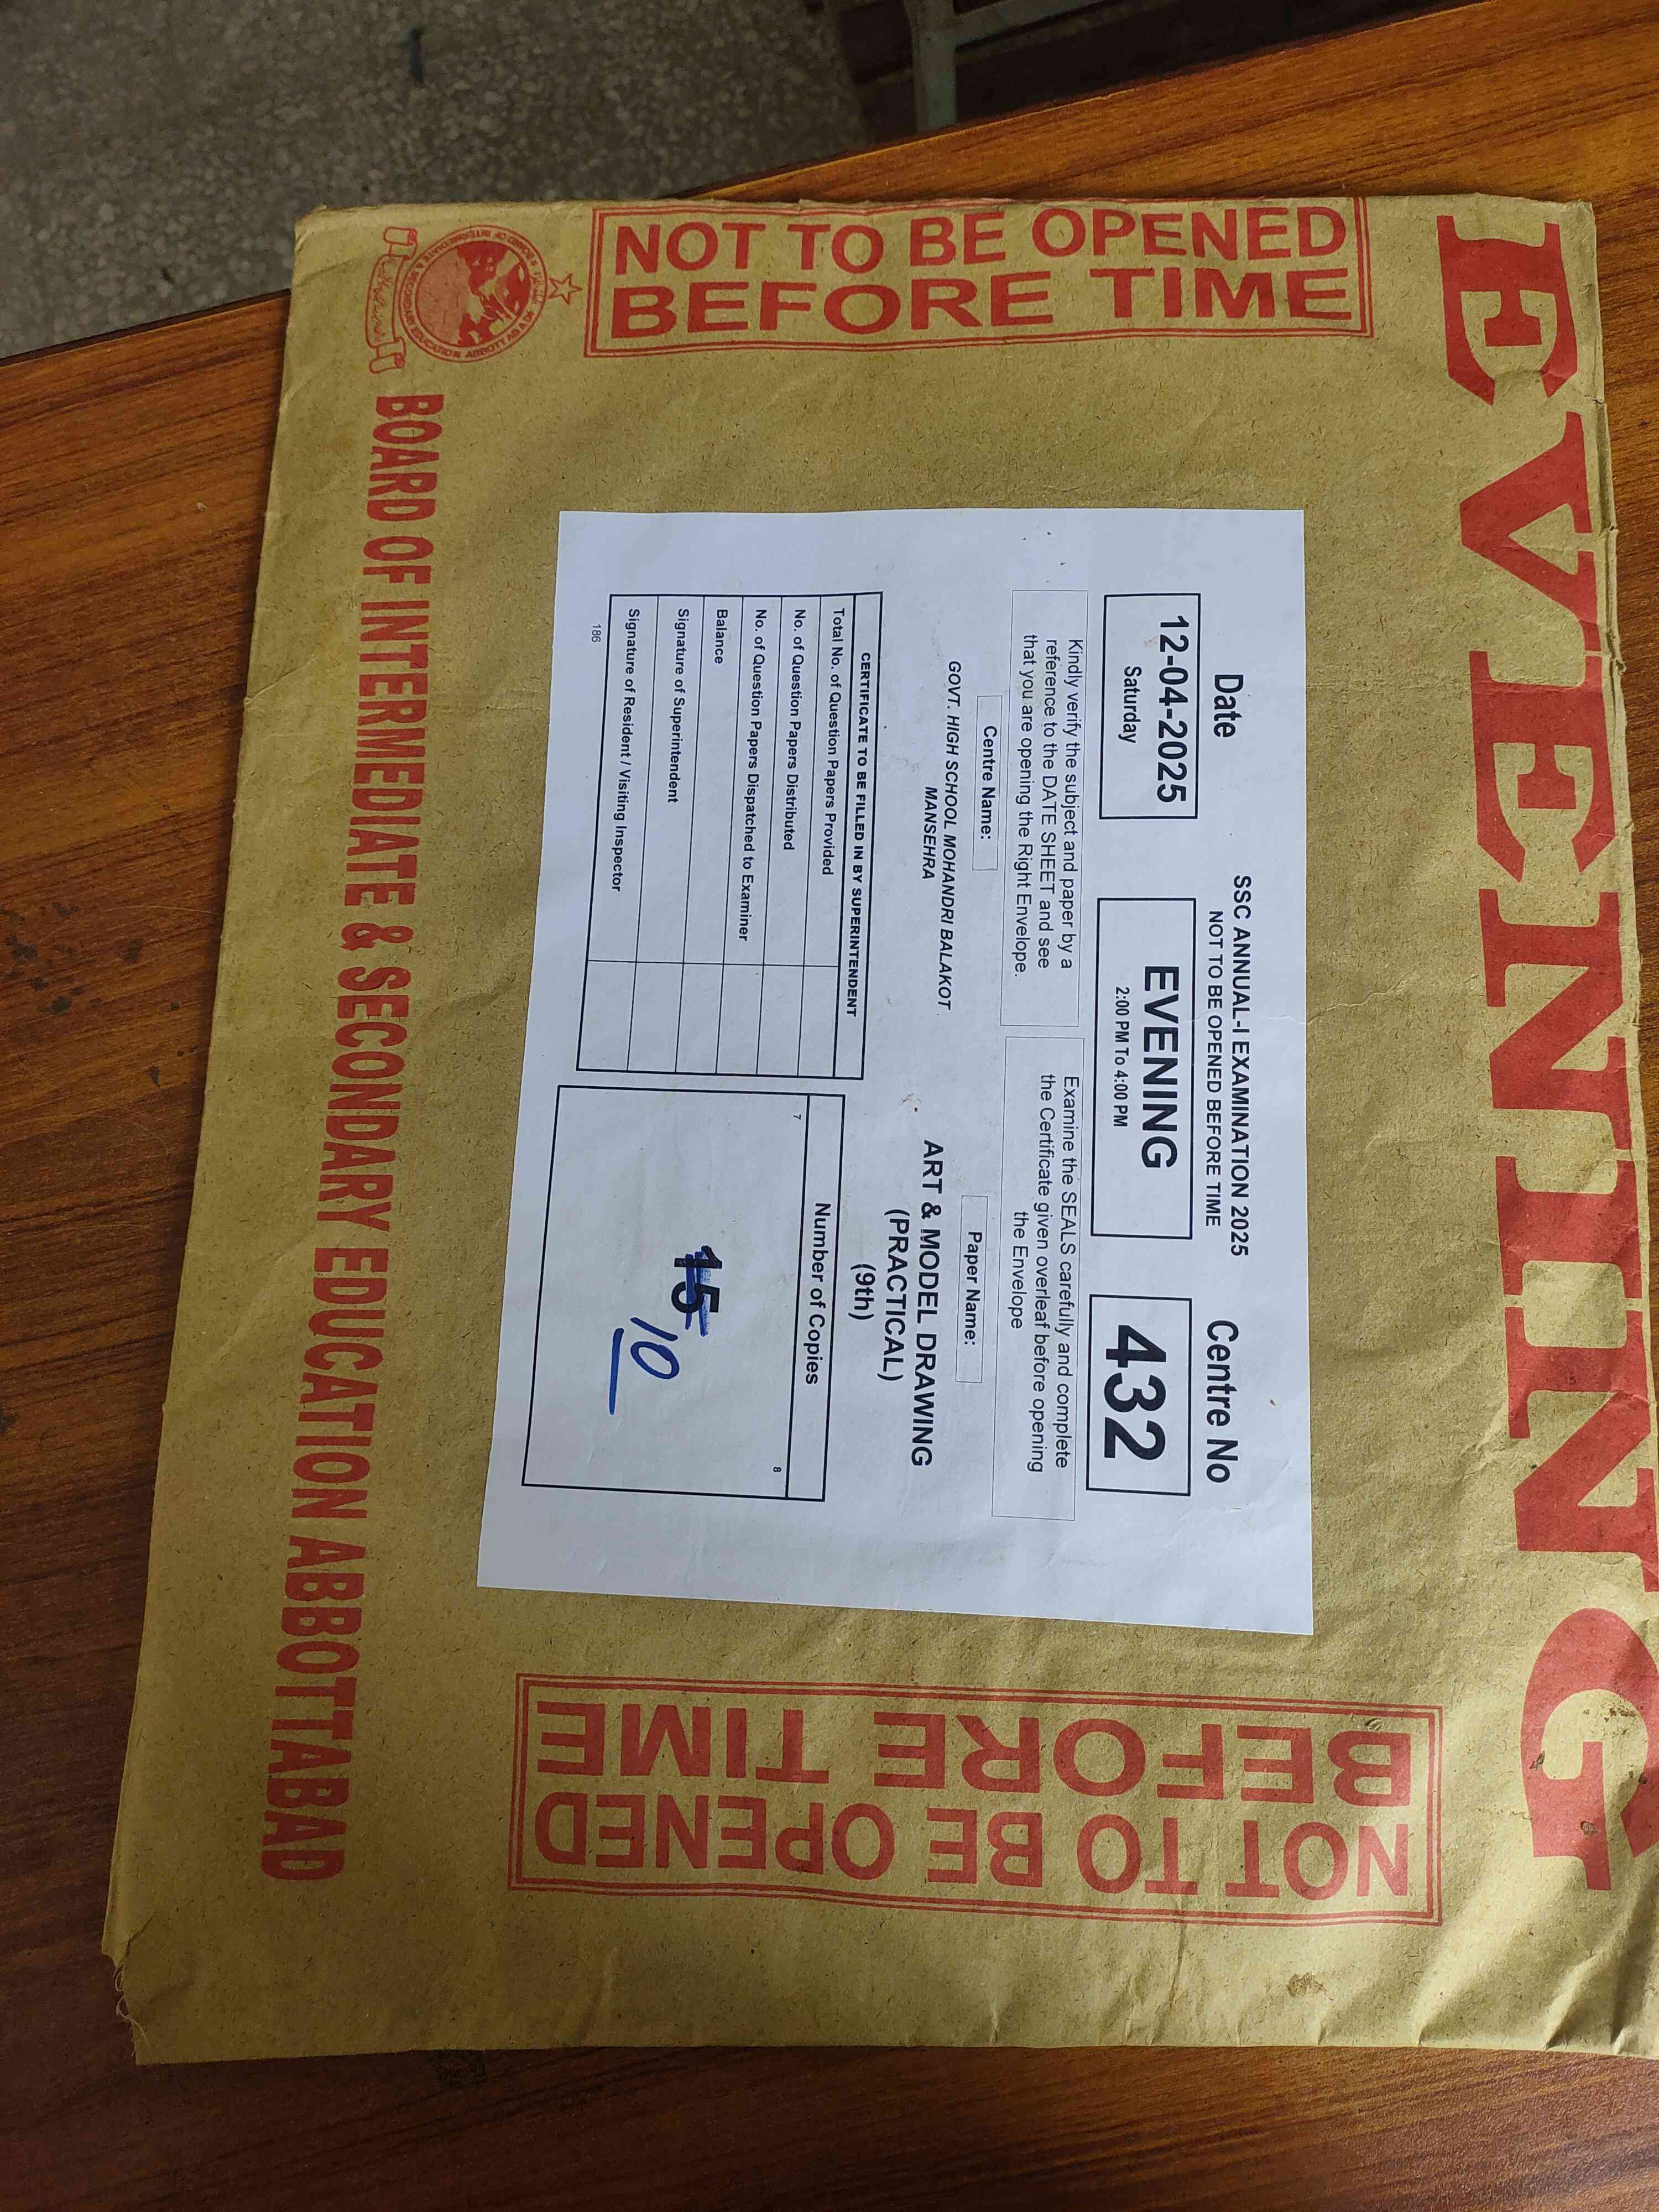 EVENING
NOT TO BE OPENED
BEFORE TIME
SSC ANNUAL-I EXAMINATION 2025
NOT TO BE OPENED BEFORE TIME
Date
12-04-2025
Saturday
EVENING
2:00 PM To 4:00 PM
Centre No
432
Kindly verify the subject and paper by a
reference to the DATE SHEET and see
that you are opening the Right Envelope.
Examine the SEALS carefully and complete
the Certificate given overleaf before opening
the Envelope
Centre Name:
GOVT. HIGH SCHOOL MOHANDRI BALAKOT
MANSEHRA
Paper Name:
ART & MODEL DRAWING
(PRACTICAL)
(9th)
CERTIFICATE TO BE FILLED IN BY SUPERINTENDENT
Total No. of Question Papers Provided
No. of Question Papers Distributed
No. of Question Papers Dispatched to Examiner
Balance
Signature of Superintendent
Signature of Resident / Visiting Inspector
186
Number of Copies
7
8
15
10
NOT TO BE OPENED
BEFORE TIME
BOARD OF INTERMEDIATE & SECONDARY EDUCATION ABBOTTABAD
BOARD OF INTERMEDIATE & SECONDARY EDUCATION ABBOTTABAD